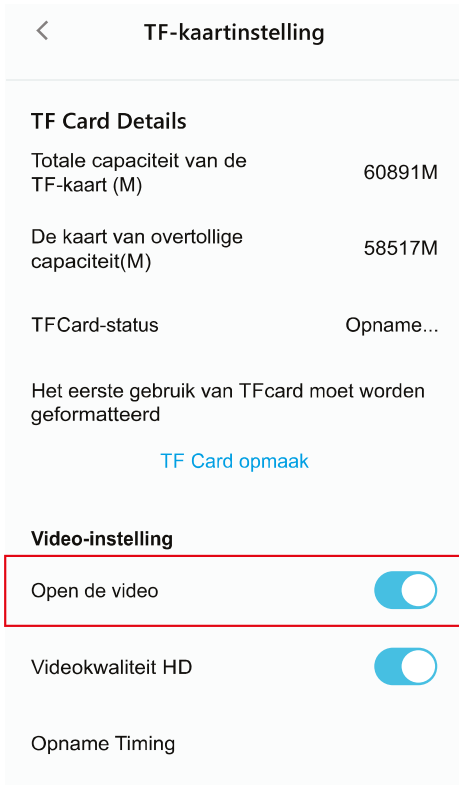 TF-kaartinstelling
TF Card Details
Totale capaciteit van de
TF-kaart (M)
60891M
De kaart van overtollige
capaciteit(M)
58517M
TFCard-status
Opname...
Het eerste gebruik van TFcard moet worden
geformatteerd
TF Card opmaak
Video-instelling
Open de video
Videokwaliteit HD
Opname Timing